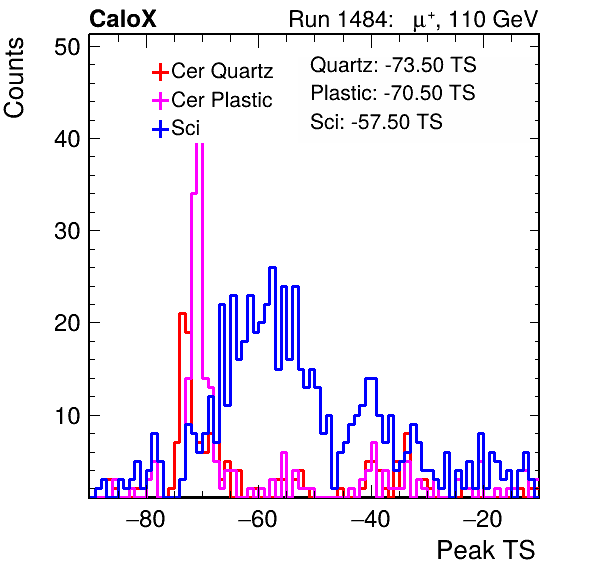 CaloX Run 1484: μ⁺, 110 GeV
Counts
50
40
30
20
10
Cer Quartz
Cer Plastic
Sci
Quartz: -73.50 TS
Plastic: -70.50 TS
Sci: -57.50 TS
−80 −60 −40 −20
Peak TS